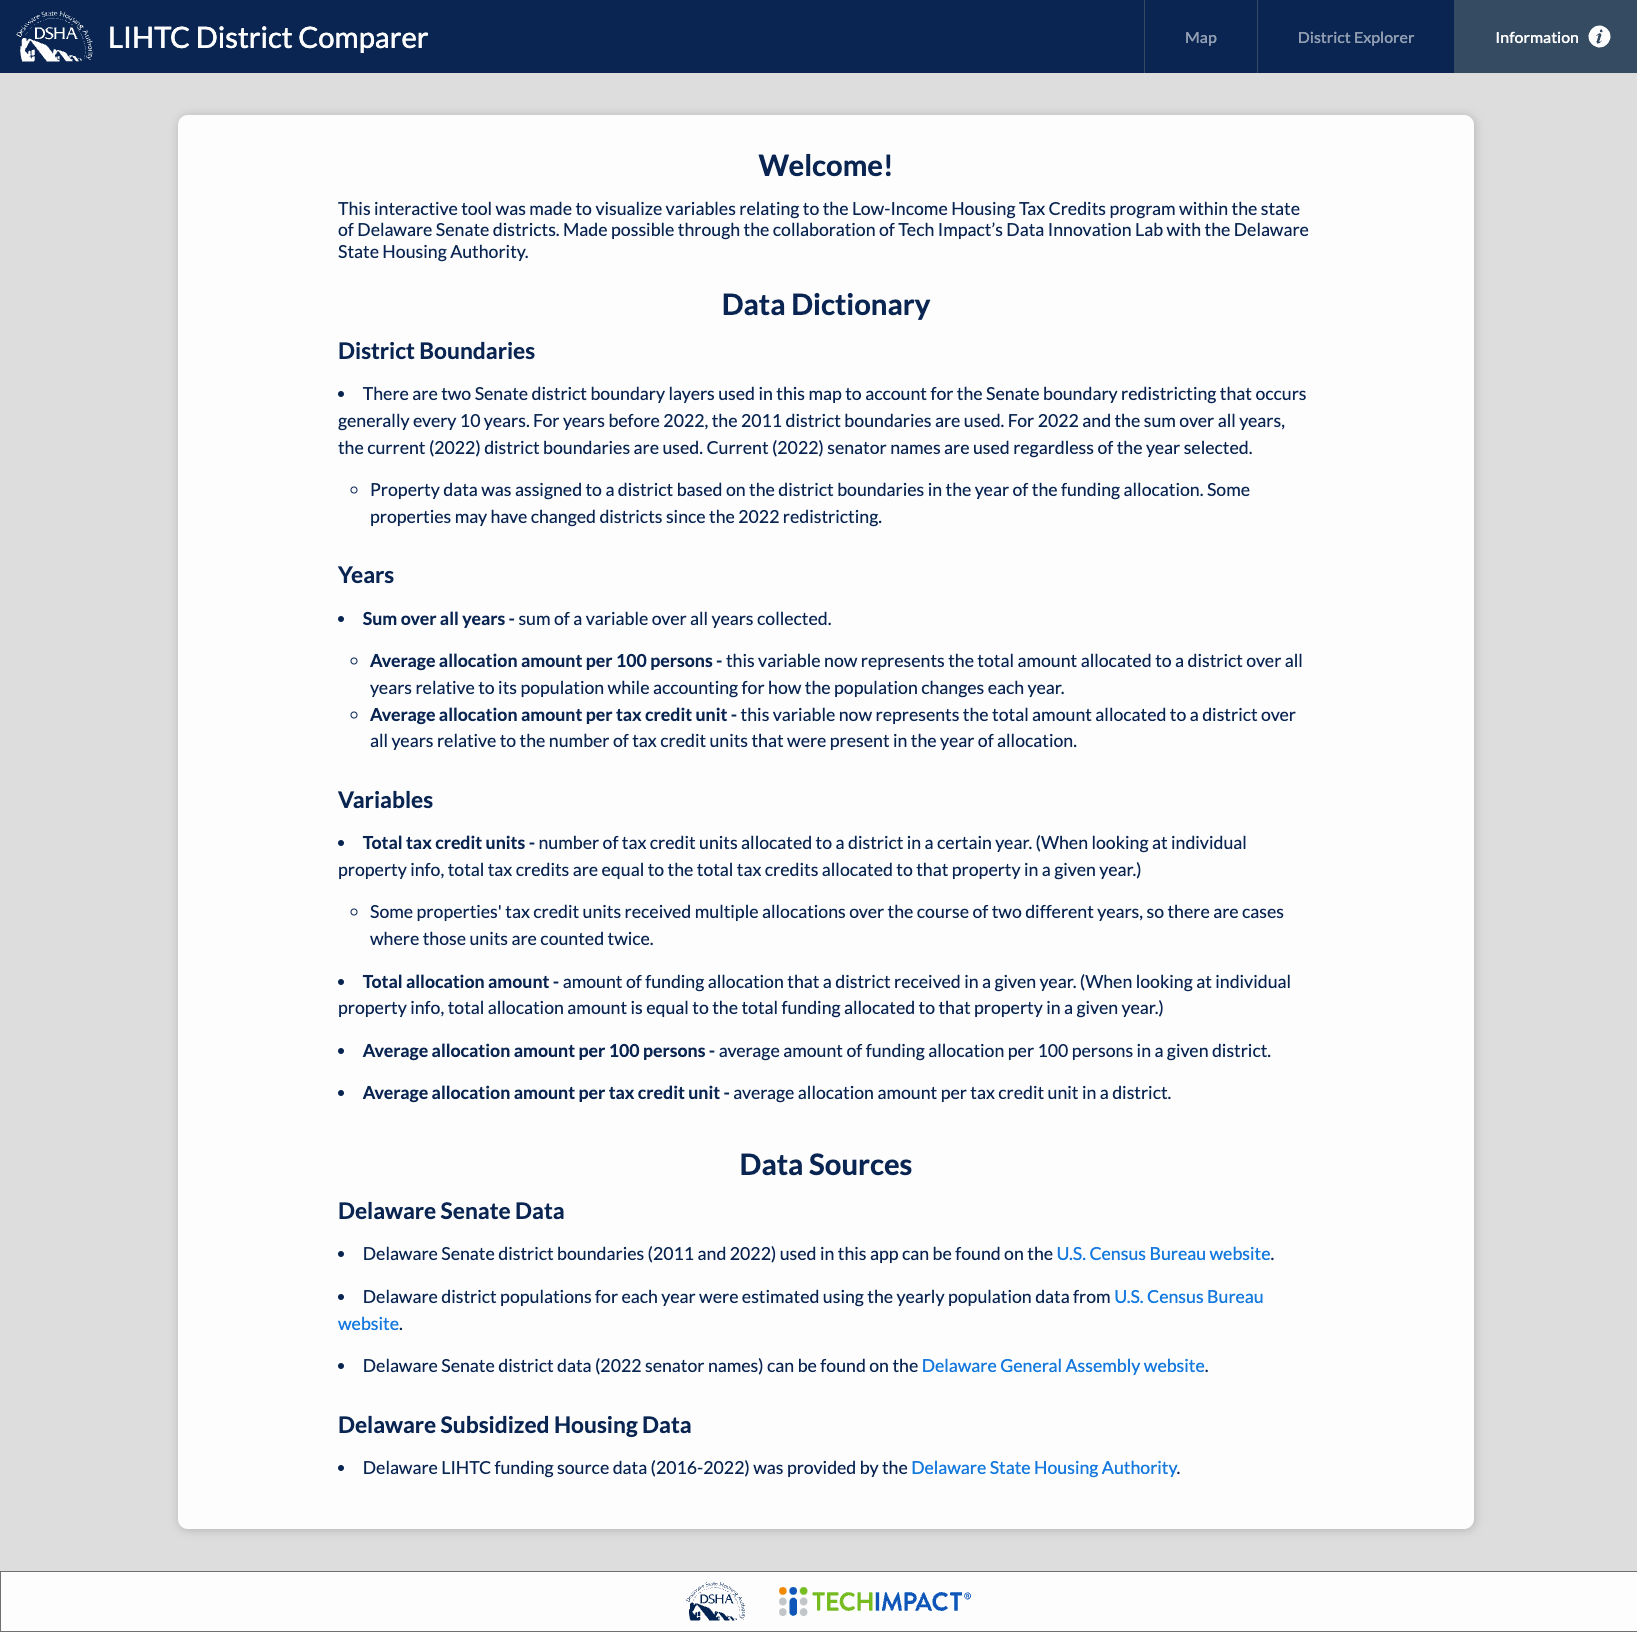 Delaware State Housing Authority
DSHA
LIHTC District Comparer
Map
District Explorer
Information
Welcome!
This interactive tool was made to visualize variables relating to the Low-Income Housing Tax Credits program within the state
of Delaware Senate districts. Made possible through the collaboration of Tech Impact’s Data Innovation Lab with the Delaware
State Housing Authority.
Data Dictionary
District Boundaries
• There are two Senate district boundary layers used in this map to account for the Senate boundary redistricting that occurs
generally every 10 years. For years before 2022, the 2011 district boundaries are used. For 2022 and the sum over all years,
the current (2022) district boundaries are used. Current (2022) senator names are used regardless of the year selected.
◦ Property data was assigned to a district based on the district boundaries in the year of the funding allocation. Some
properties may have changed districts since the 2022 redistricting.
Years
• Sum over all years - sum of a variable over all years collected.
◦ Average allocation amount per 100 persons - this variable now represents the total amount allocated to a district over all
years relative to its population while accounting for how the population changes each year.
◦ Average allocation amount per tax credit unit - this variable now represents the total amount allocated to a district over
all years relative to the number of tax credit units that were present in the year of allocation.
Variables
• Total tax credit units - number of tax credit units allocated to a district in a certain year. (When looking at individual
property info, total tax credits are equal to the total tax credits allocated to that property in a given year.)
◦ Some properties' tax credit units received multiple allocations over the course of two different years, so there are cases
where those units are counted twice.
• Total allocation amount - amount of funding allocation that a district received in a given year. (When looking at individual
property info, total allocation amount is equal to the total funding allocated to that property in a given year.)
• Average allocation amount per 100 persons - average amount of funding allocation per 100 persons in a given district.
• Average allocation amount per tax credit unit - average allocation amount per tax credit unit in a district.
Data Sources
Delaware Senate Data
• Delaware Senate district boundaries (2011 and 2022) used in this app can be found on the U.S. Census Bureau website.
• Delaware district populations for each year were estimated using the yearly population data from U.S. Census Bureau
website.
• Delaware Senate district data (2022 senator names) can be found on the Delaware General Assembly website.
Delaware Subsidized Housing Data
• Delaware LIHTC funding source data (2016-2022) was provided by the Delaware State Housing Authority.
Delaware State Housing Authority
DSHA
TECHIMPACT®